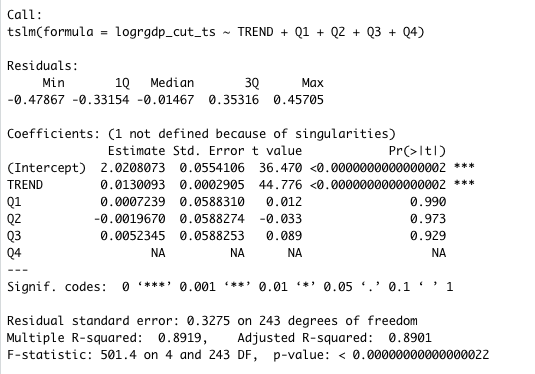 Call:
tslm(formula = logrgdp_cut_ts ~ TREND + Q1 + Q2 + Q3 + Q4)
Residuals:
Min 1Q Median 3Q Max
-0.47867 -0.33154 -0.01467 0.35316 0.45705
Coefficients: (1 not defined because of singularities)
Estimate Std. Error t value Pr(>|t|)
(Intercept) 2.0208073 0.0554106 36.470 <0.0000000000000002 ***
TREND 0.0130093 0.0002905 44.776 <0.0000000000000002 ***
Q1 0.0007239 0.0588310 0.012 0.990
Q2 -0.0019670 0.0588274 -0.033 0.973
Q3 0.0052345 0.0588253 0.089 0.929
Q4 NA NA NA NA
---
Signif. codes: 0 ‘***’ 0.001 ‘**’ 0.01 ‘*’ 0.05 ‘.’ 0.1 ‘ ’ 1
Residual standard error: 0.3275 on 243 degrees of freedom
Multiple R-squared: 0.8919, Adjusted R-squared: 0.8901
F-statistic: 501.4 on 4 and 243 DF, p-value: < 0.00000000000000022